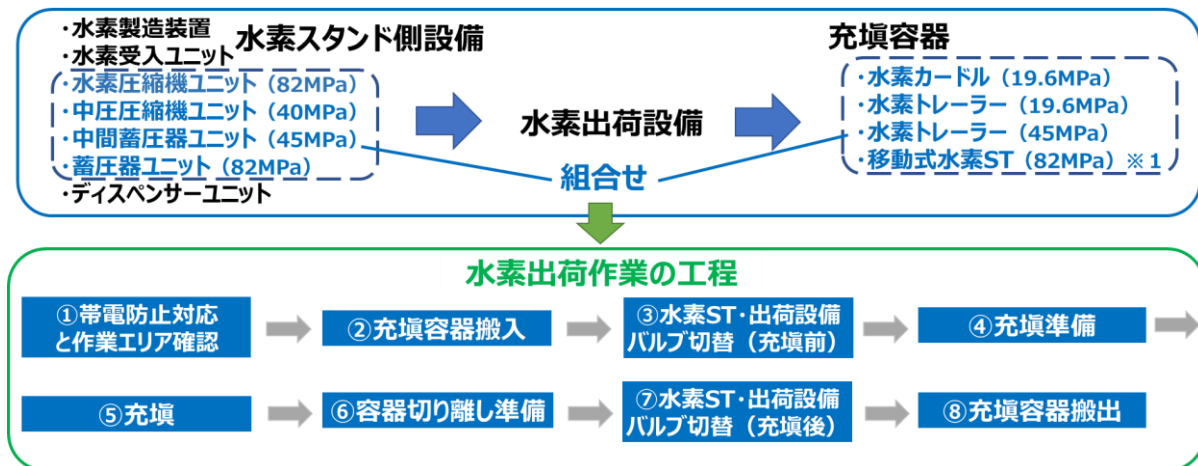 ・水素製造装置
・水素受入ユニット
水素スタンド側設備
・水素圧縮機ユニット（82MPa）
・中圧圧縮機ユニット（40MPa）
・中間蓄圧器ユニット（45MPa）
・蓄圧器ユニット（82MPa）
・ディスペンサーユニット
水素出荷設備
組合せ
充填容器
・水素カードル（19.6MPa）
・水素トレーラー（19.6MPa）
・水素トレーラー（45MPa）
・移動式水素ST（82MPa）※1
水素出荷作業の工程
①帯電防止対応
と作業エリア確認
②充填容器搬入
③水素ST・出荷設備
バルブ切替（充填前）
④充填準備
⑤充填
⑥容器切り離し準備
⑦水素ST・出荷設備
バルブ切替（充填後）
⑧充填容器搬出